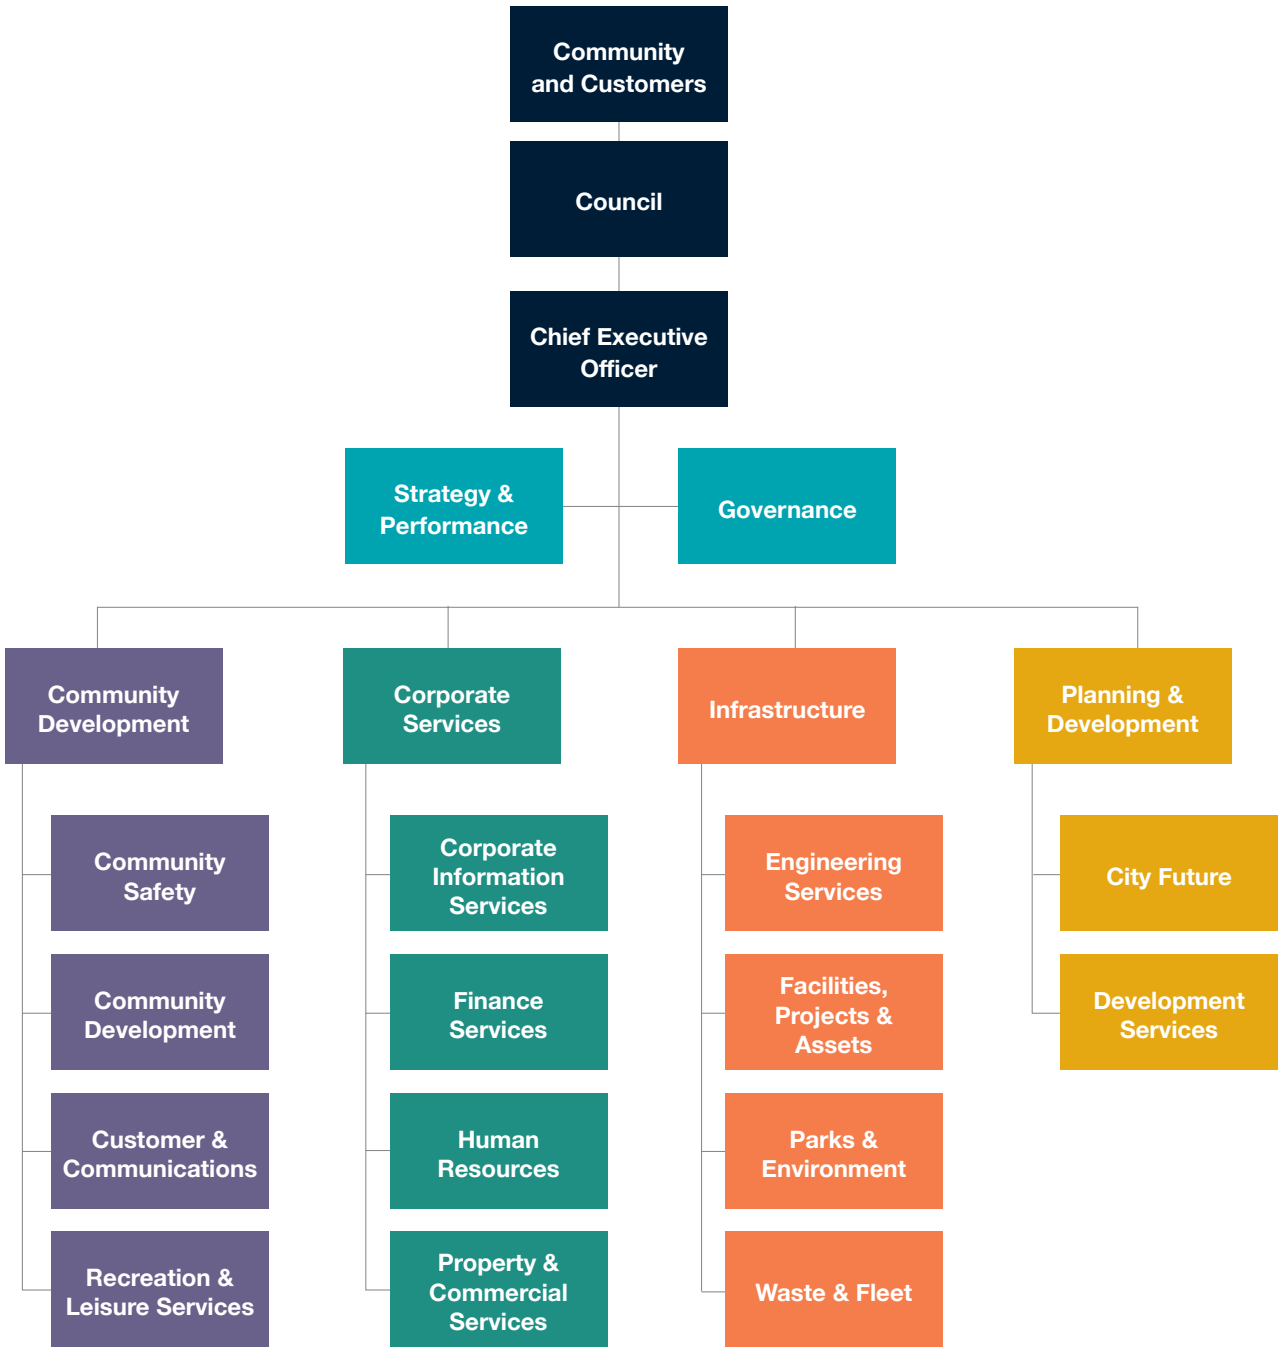 Community
and Customers
Council
Chief Executive
Officer
Strategy &
Performance
Governance
Community
Development
Corporate
Services
Infrastructure
Planning &
Development
Community
Safety
Community
Development
Customer &
Communications
Recreation &
Leisure Services
Corporate
Information
Services
Finance
Services
Human
Resources
Property &
Commercial
Services
Engineering
Services
Facilities,
Projects &
Assets
Parks &
Environment
Waste & Fleet
City Future
Development
Services